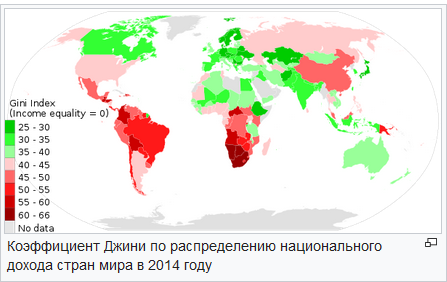 Gini Index
(Income equality = 0)
25 - 30
30 - 35
35 - 40
40 - 45
45 - 50
50 - 55
55 - 60
60 - 66
No data
Коэффициент Джини по распределению национального
дохода стран мира в 2014 году